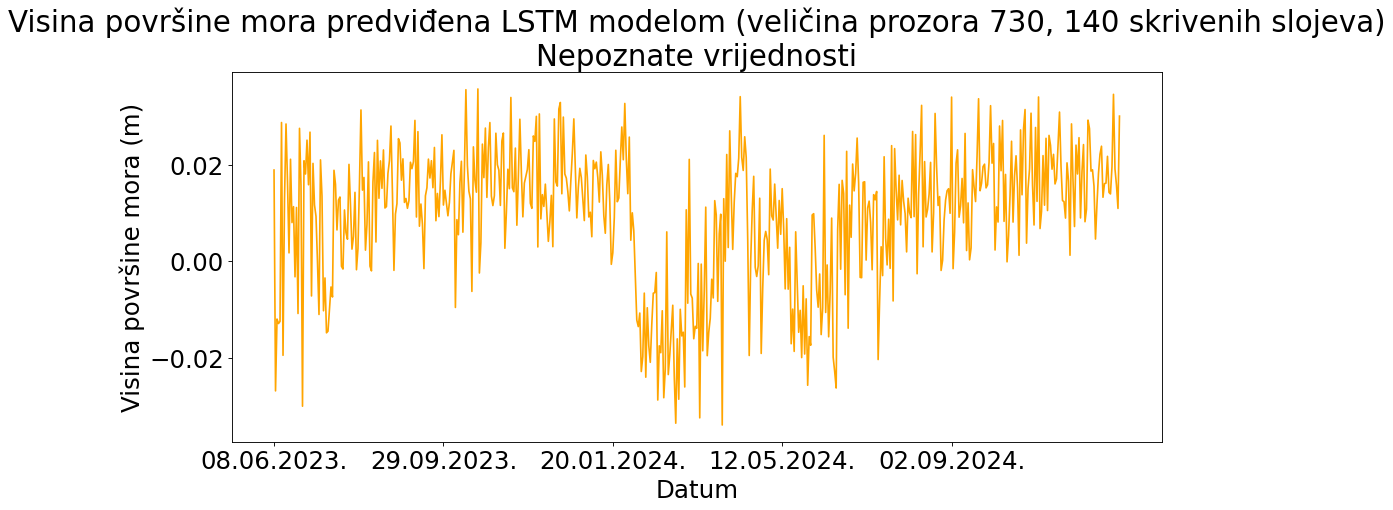 Visina površine mora predviđena LSTM modelom (veličina prozora 730, 140 skrivenih slojeva)
Nepoznate vrijednosti
Visina površine mora (m)
0.02
0.00
−0.02
08.06.2023. 29.09.2023. 20.01.2024. 12.05.2024. 02.09.2024.
Datum